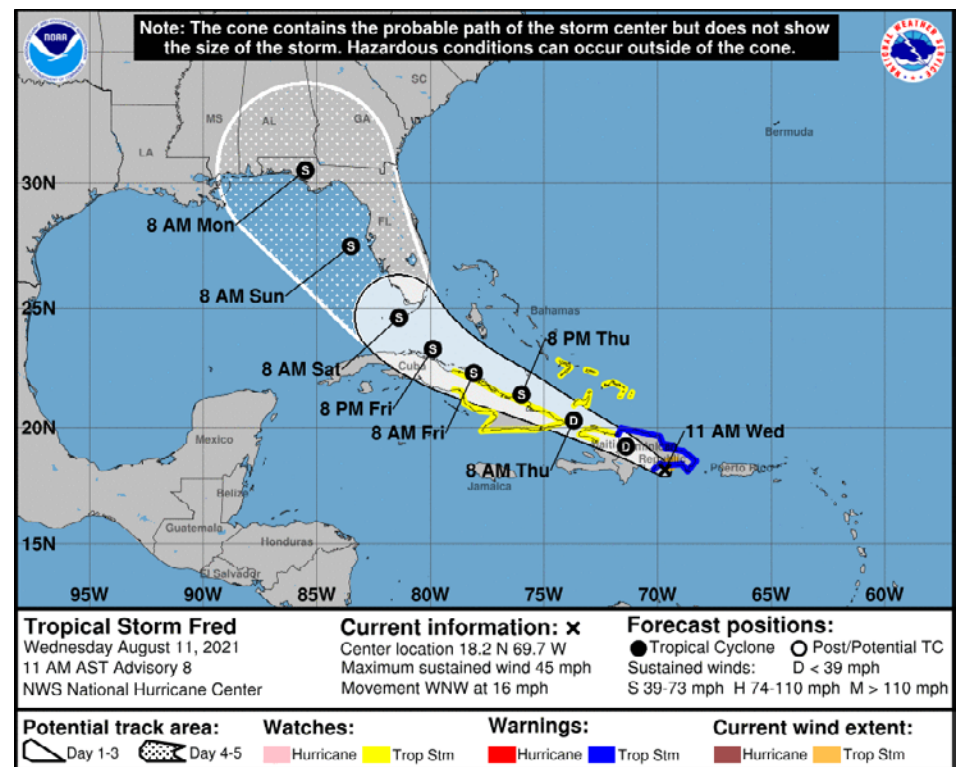 Note: The cone contains the probable path of the storm center but does not show
the size of the storm. Hazardous conditions can occur outside of the cone.
NOAA
NATIONAL WEATHER SERVICE
SC
MS
AL
GA
LA
Bermuda
30N
8 AM Mon
FL
8 AM Sun
25N
Bahamas
8 PM Thu
8 AM Sat
Cuba
8 PM Fri
8 AM Fri
20N
11 AM Wed
Mexico
Haiti
Dominican
Republic
8 AM Thu
Puerto Rico
Jamaica
Belize
Guatemala
Honduras
15N
El Salvador
95W 90W 85W 80W 75W 70W 65W 60W
S
S
S
S
S
S
D
D
Tropical Storm Fred
Wednesday August 11, 2021
11 AM AST Advisory 8
NWS National Hurricane Center
Current information: x
Center location 18.2 N 69.7 W
Maximum sustained wind 45 mph
Movement WNW at 16 mph
Forecast positions:
Tropical Cyclone Post/Potential TC
Sustained winds: D < 39 mph
S 39-73 mph H 74-110 mph M > 110 mph
Potential track area:
Day 1-3 Day 4-5
Watches:
Hurricane Trop Stm
Warnings:
Hurricane Trop Stm
Current wind extent:
Hurricane Trop Stm